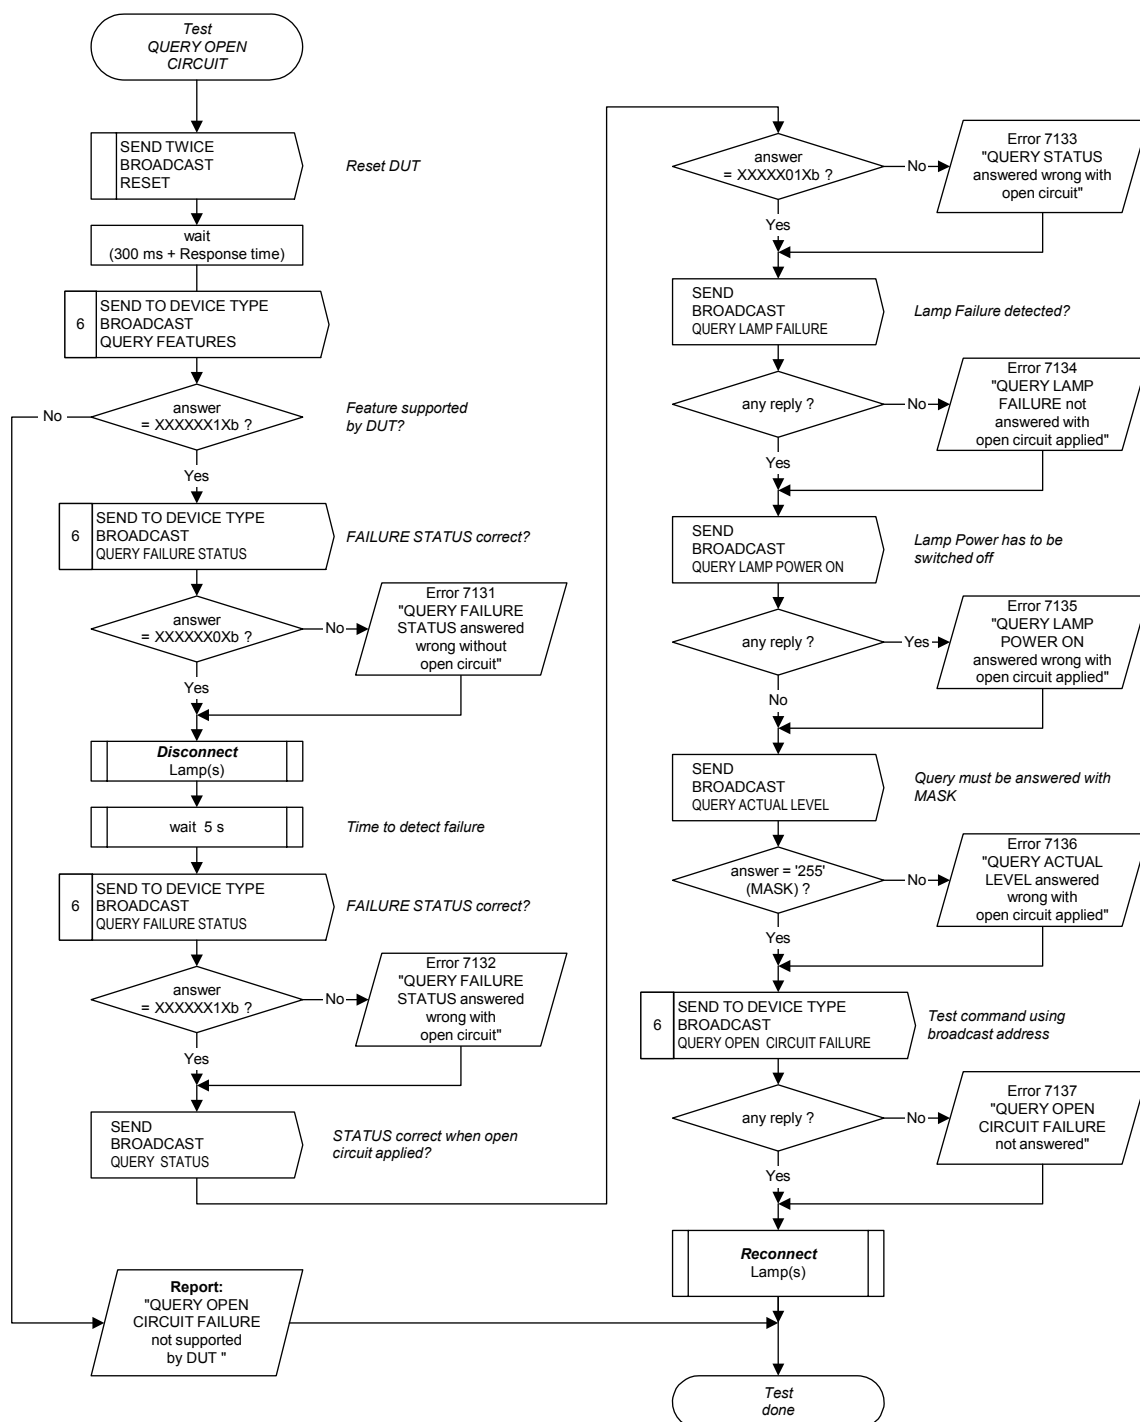 Test
QUERY OPEN
CIRCUIT
SEND TWICE
BROADCAST
RESET
Reset DUT
wait
(300 ms + Response time)
6
SEND TO DEVICE TYPE
BROADCAST
QUERY FEATURES
No
answer
= XXXXXX1Xb ?
Feature supported
by DUT?
Yes
6
SEND TO DEVICE TYPE
BROADCAST
QUERY FAILURE STATUS
FAILURE STATUS correct?
answer
= XXXXXX0Xb ?
No
Error 7131
"QUERY FAILURE
STATUS answered
wrong without
open circuit"
Yes
Disconnect
Lamp(s)
wait 5 s
Time to detect failure
6
SEND TO DEVICE TYPE
BROADCAST
QUERY FAILURE STATUS
FAILURE STATUS correct?
answer
= XXXXXX1Xb ?
No
Error 7132
"QUERY FAILURE
STATUS answered
wrong with
open circuit"
Yes
SEND
BROADCAST
QUERY STATUS
STATUS correct when open
circuit applied?
Report:
"QUERY OPEN
CIRCUIT FAILURE
not supported
by DUT "
answer
= XXXXX01Xb ?
No
Error 7133
"QUERY STATUS
answered wrong with
open circuit"
Yes
SEND
BROADCAST
QUERY LAMP FAILURE
Lamp Failure detected?
any reply ?
No
Error 7134
"QUERY LAMP
FAILURE not
answered with
open circuit applied"
Yes
SEND
BROADCAST
QUERY LAMP POWER ON
Lamp Power has to be
switched off
any reply ?
Yes
Error 7135
"QUERY LAMP
POWER ON
answered wrong with
open circuit applied"
No
SEND
BROADCAST
QUERY ACTUAL LEVEL
Query must be answered with
MASK
answer = '255'
(MASK) ?
No
Error 7136
"QUERY ACTUAL
LEVEL answered
wrong with
open circuit applied"
Yes
6
SEND TO DEVICE TYPE
BROADCAST
QUERY OPEN CIRCUIT FAILURE
Test command using
broadcast address
any reply ?
No
Error 7137
"QUERY OPEN
CIRCUIT FAILURE
not answered"
Yes
Reconnect
Lamp(s)
Test
done